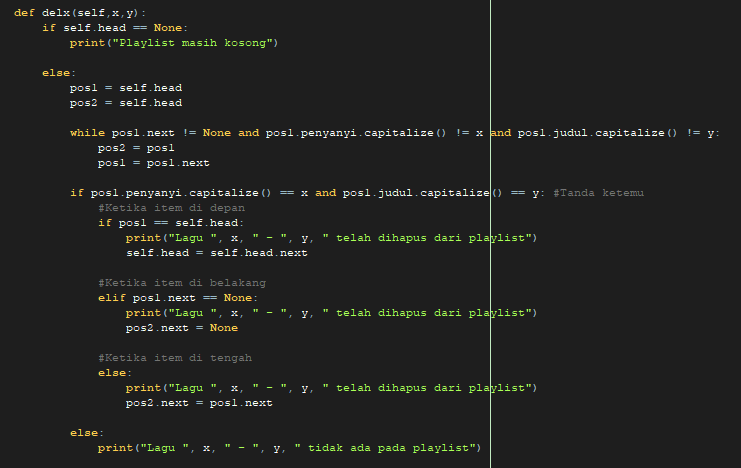 def delx(self,x,y):
    if self.head == None:
        print("Playlist masih kosong")
    else:
        pos1 = self.head
        pos2 = self.head
        while pos1.next != None and pos1.penyanyi.capitalize() != x and pos1.judul.capitalize() != y:
            pos2 = pos1
            pos1 = pos1.next
        if pos1.penyanyi.capitalize() == x and pos1.judul.capitalize() == y: #Tanda ketemu
            #Ketika item di depan
            if pos1 == self.head:
                print("Lagu ", x, " - ", y, " telah dihapus dari playlist")
                self.head = self.head.next
            #Ketika item di belakang
            elif pos1.next == None:
                print("Lagu ", x, " - ", y, " telah dihapus dari playlist")
                pos2.next = None
            #Ketika item di tengah
            else:
                print("Lagu ", x, " - ", y, " telah dihapus dari playlist")
                pos2.next = pos1.next
        else:
            print("Lagu ", x, " - ", y, " tidak ada pada playlist")